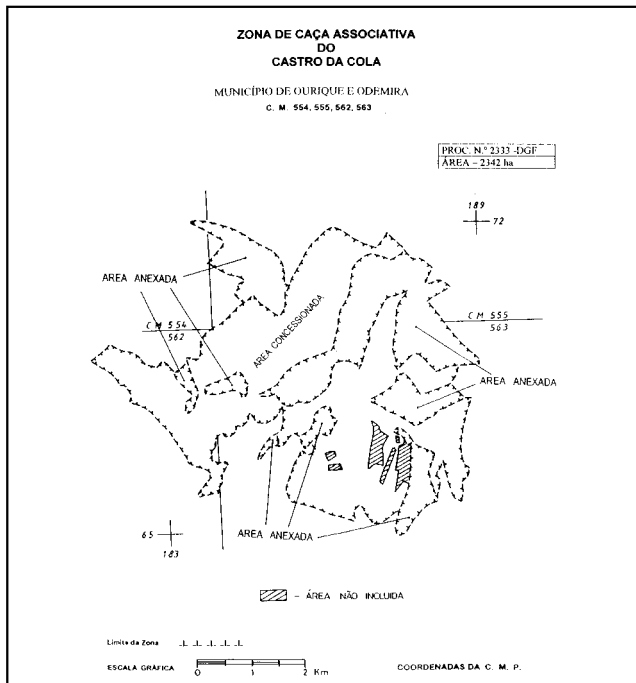 ZONA DE CAÇA ASSOCIATIVA
DO
CASTRO DA COLA
MUNICÍPIO DE OURIQUE E ODEMIRA
C. M. 554, 555, 562, 563
PROC. N.º 2333 -DGF
ÁREA – 2342 ha
189
72
AREA ANEXADA
AREA CONCESSIONADA
C M 554
562
C M 555
563
AREA ANEXADA
AREA ANEXADA
65
183
– ÁREA NÃO INCLUIDA
Limite da Zona
ESCALA GRÁFICA
0 1 2 Km
COORDENADAS DA C. M. P.